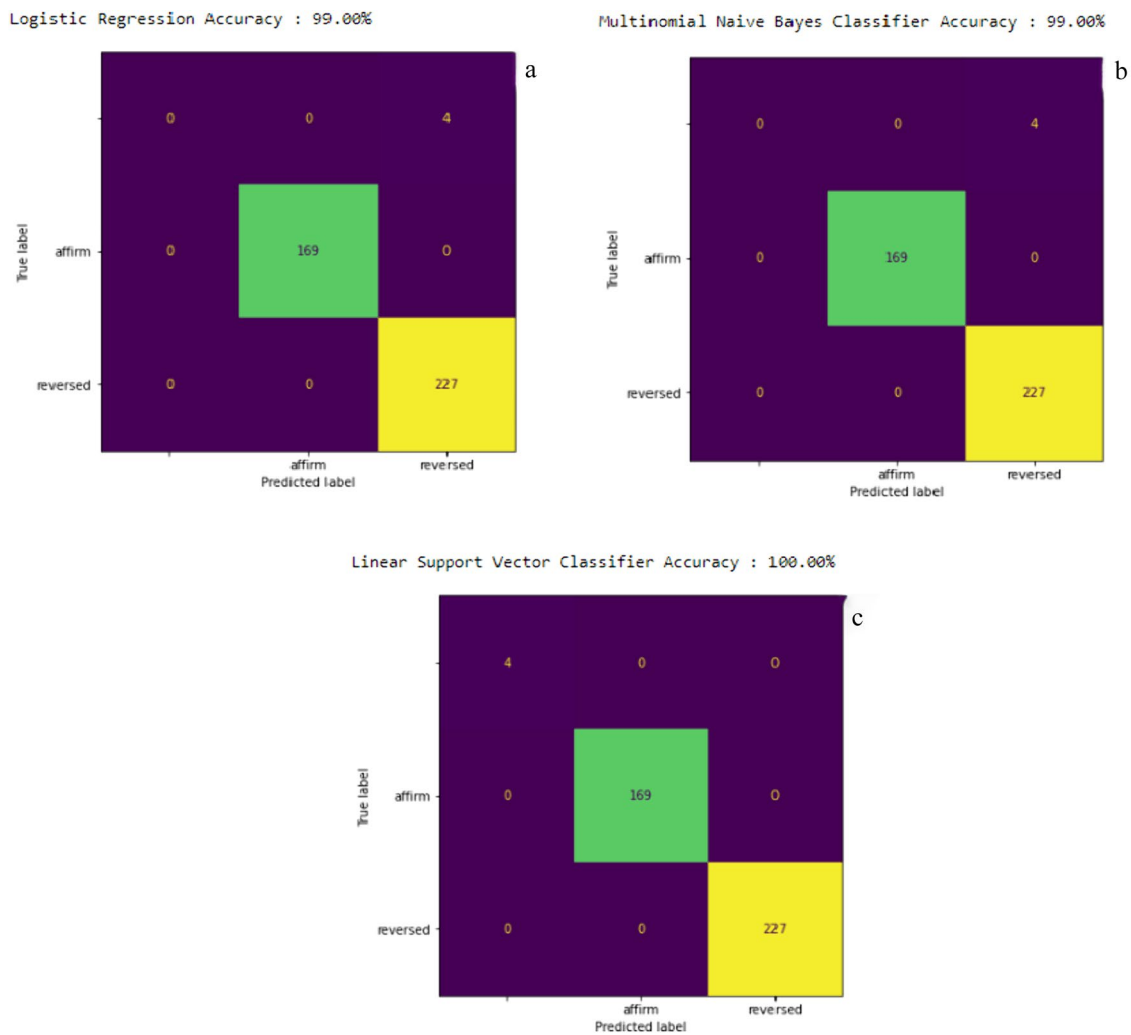 Logistic Regression Accuracy : 99.00%
a
0 0 4
affirm 0 169 0
reversed 0 0 227
True label
affirm reversed
Predicted label
Multinomial Naive Bayes Classifier Accuracy : 99.00%
b
0 0 4
affirm 0 169 0
reversed 0 0 227
True label
affirm reversed
Predicted label
Linear Support Vector Classifier Accuracy : 100.00%
c
4 0 0
affirm 0 169 0
reversed 0 0 227
True label
affirm reversed
Predicted label